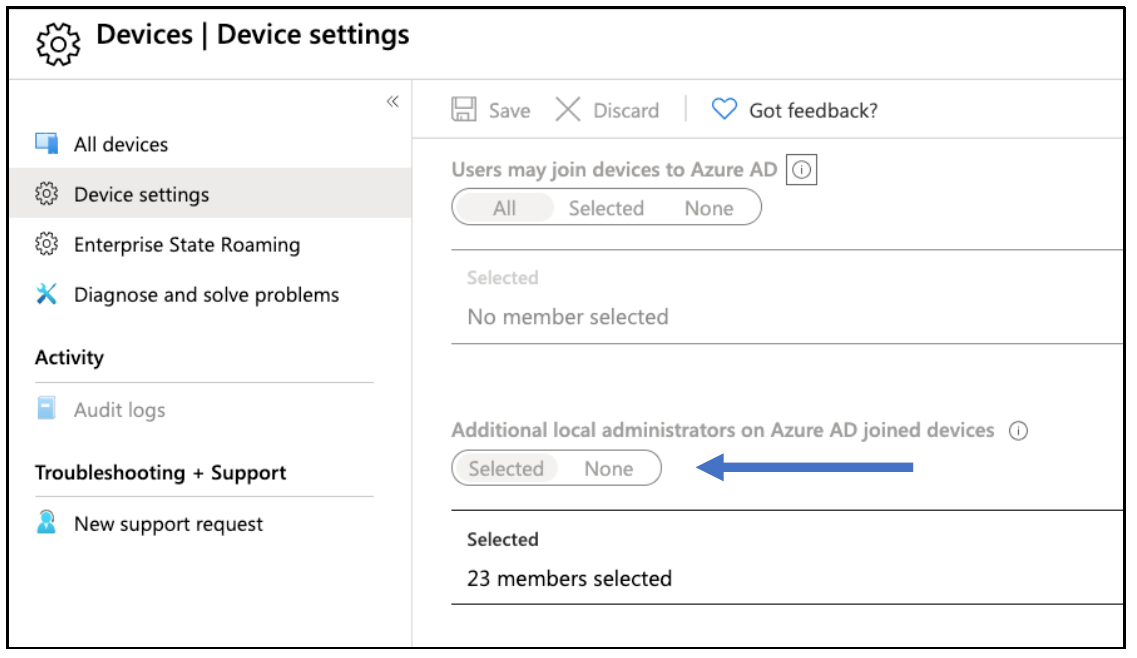 Devices | Device settings
«
All devices
Device settings
Enterprise State Roaming
Diagnose and solve problems
Activity
Audit logs
Troubleshooting + Support
New support request
Save Discard Got feedback?
Users may join devices to Azure AD
All Selected None
Selected
No member selected
Additional local administrators on Azure AD joined devices
Selected None
Selected
23 members selected